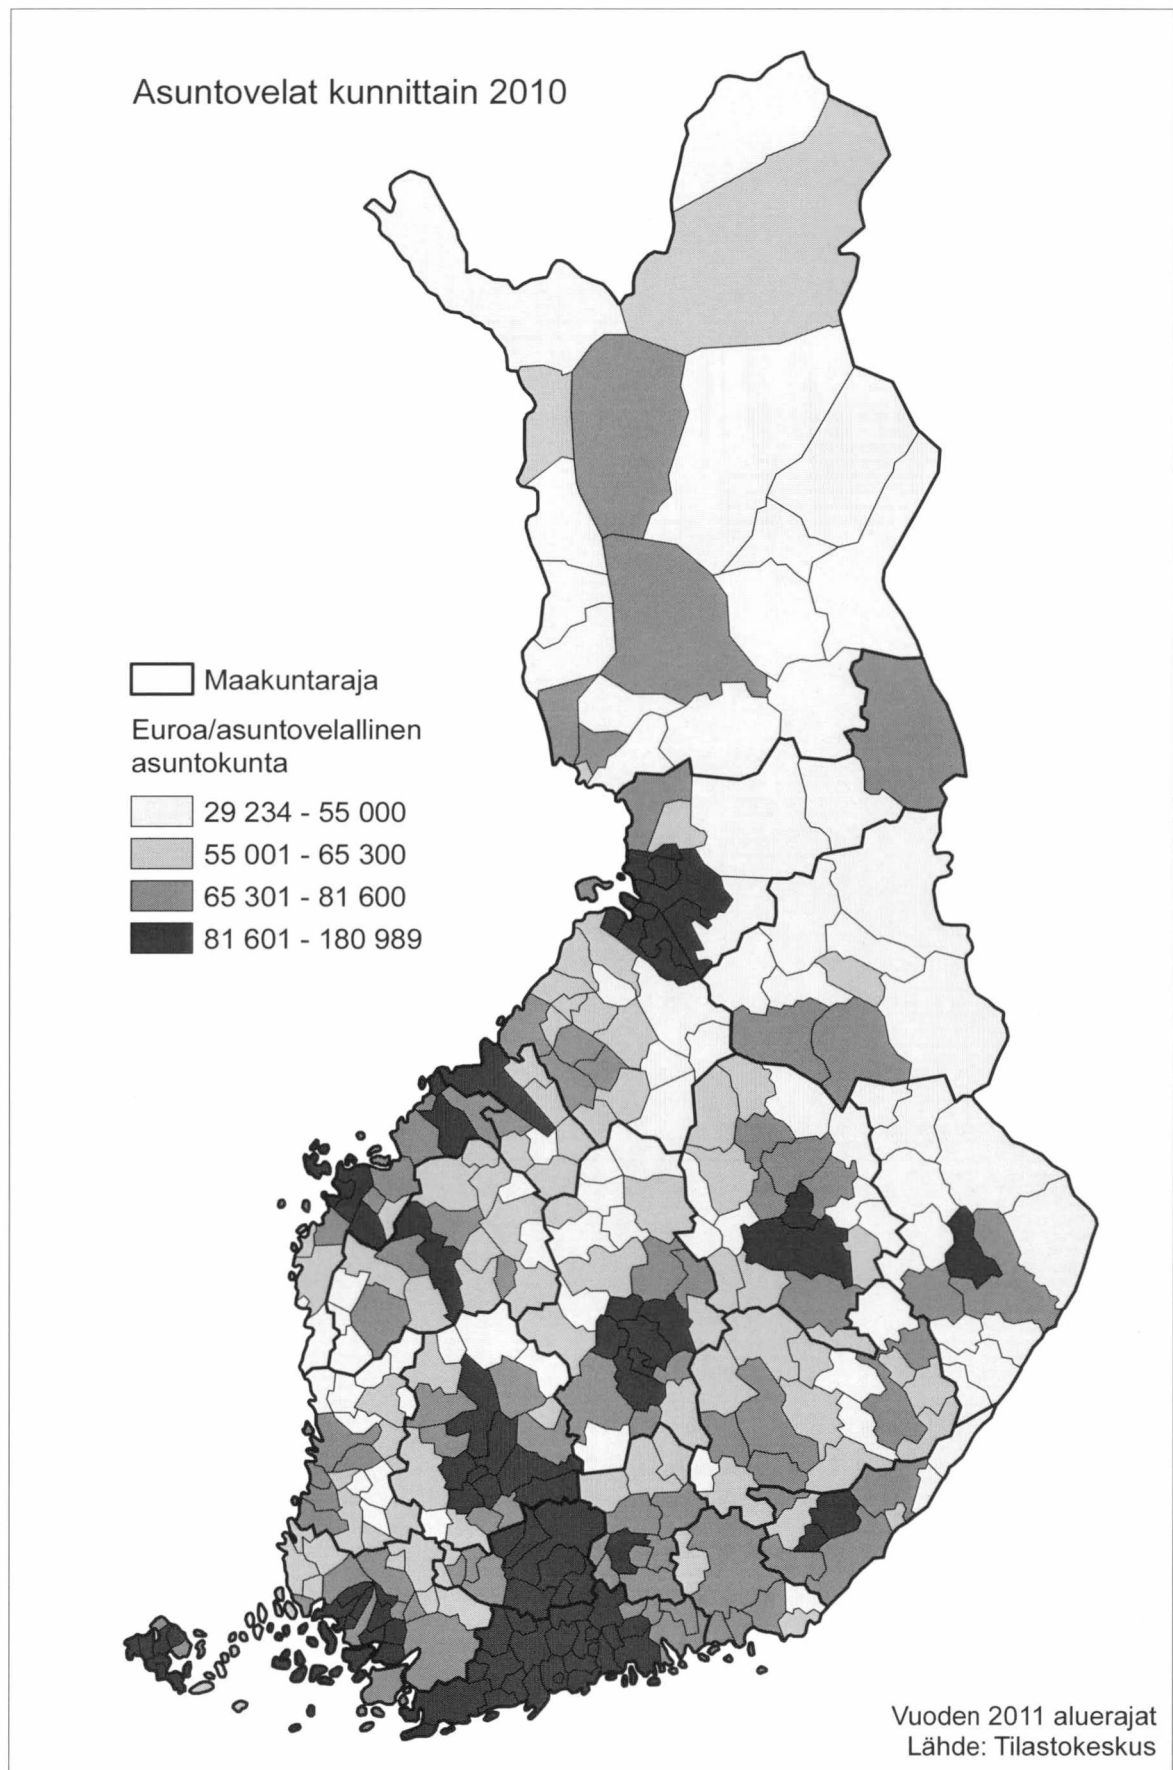 Asuntovelat kunnittain 2010
Maakuntaraja
Euroa/asuntovelallinen
asuntokunta
29 234 - 55 000
55 001 - 65 300
65 301 - 81 600
81 601 - 180 989
Vuoden 2011 aluerajat
Lähde: Tilastokeskus